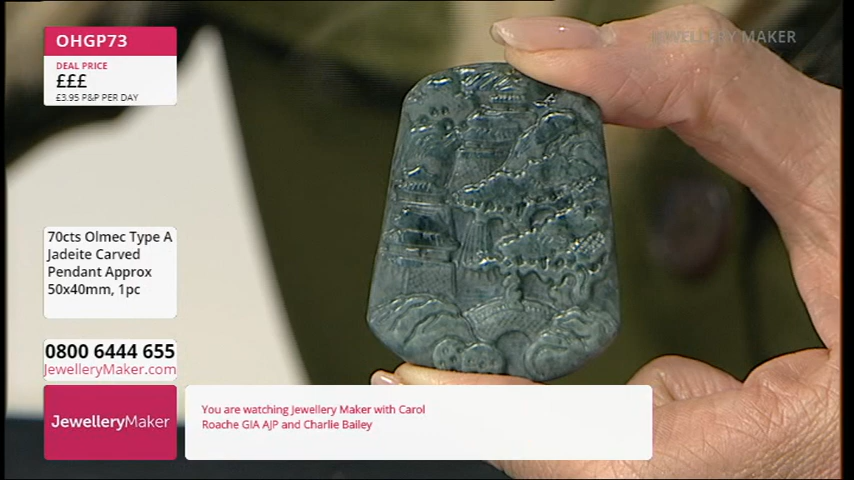 JEWELLERY MAKER
OHGP73
DEAL PRICE
£££
£3.95 P&P PER DAY
70cts Olmec Type A
Jadeite Carved
Pendant Approx
50x40mm, 1pc
0800 6444 655
JewelleryMaker.com
JewelleryMaker
You are watching Jewellery Maker with Carol
Roache GIA AJP and Charlie Bailey